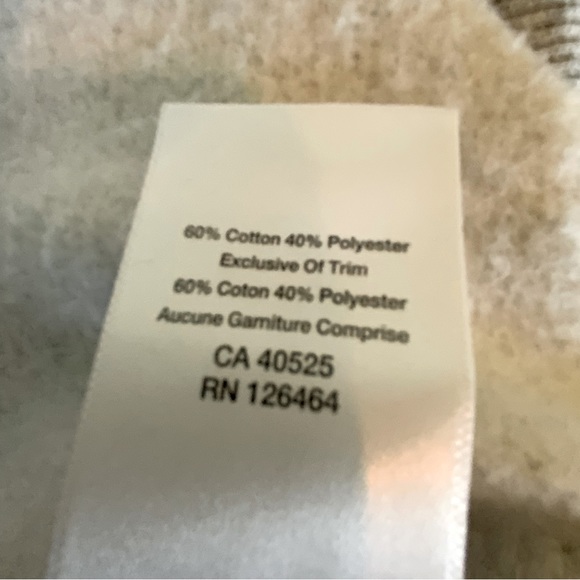 60% Cotton 40% Polyester
Exclusive Of Trim
60% Coton 40% Polyester
Aucune Garniture Comprise
CA 40525
RN 126464